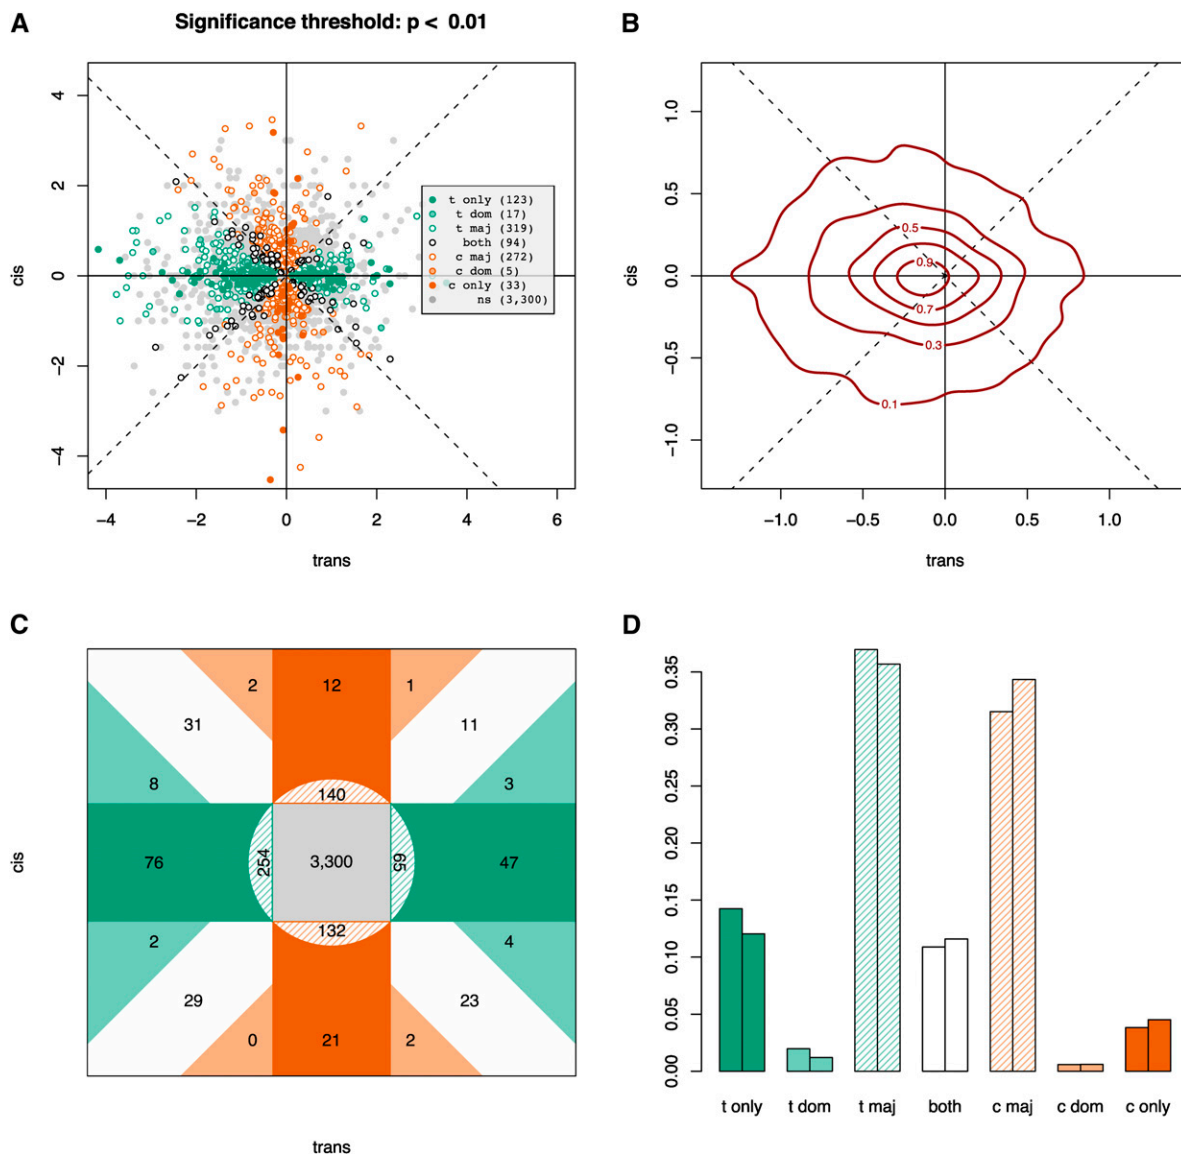 A
Significance threshold: p < 0.01
cis
4
2
0
−2
−4
t only (123)
t dom (17)
t maj (319)
both (94)
c maj (272)
c dom (5)
c only (33)
ns (3,300)
−4 −2 0 2 4 6
trans
B
cis
1.0
0.5
0.0
−0.5
−1.0
0.5
0.9
0.7
0.3
0.1
−1.0 −0.5 0.0 0.5 1.0
trans
C
cis
2 12 1
31 11
8 3
140
76 254 3,300 65 47
132
2 4
29 23
0 21 2
trans
D
0.35
0.30
0.25
0.20
0.15
0.10
0.05
0.00
t only t dom t maj both c maj c dom c only